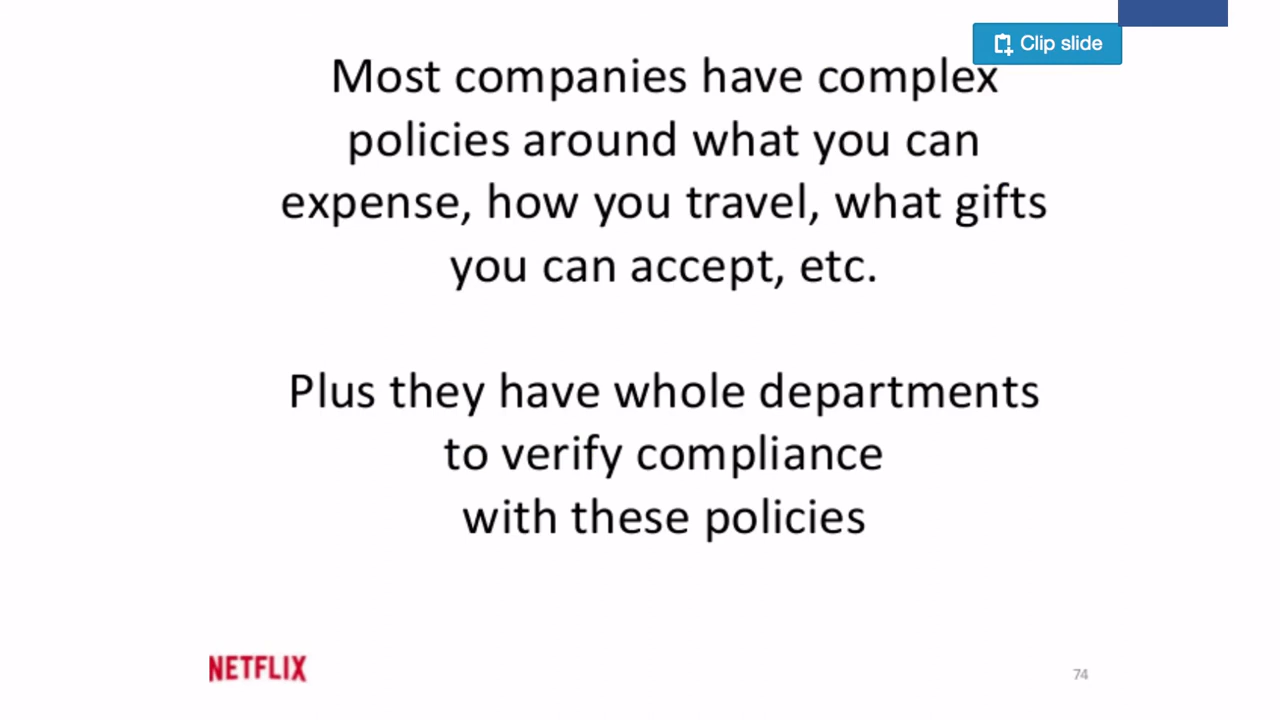 Clip slide
Most companies have complex
policies around what you can
expense, how you travel, what gifts
you can accept, etc.
Plus they have whole departments
to verify compliance
with these policies
NETFLIX
74